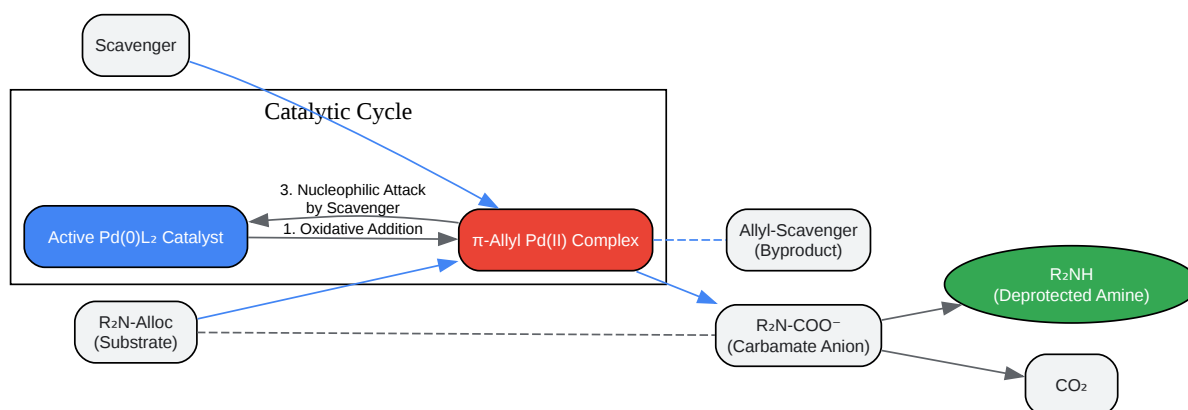 Scavenger
Catalytic Cycle
3. Nucleophilic Attack
by Scavenger
1. Oxidative Addition
Active Pd(0)L₂ Catalyst
π-Allyl Pd(II) Complex
Allyl-Scavenger
(Byproduct)
R₂NH
(Deprotected Amine)
R₂N-Alloc
(Substrate)
R₂N-COO⁻
(Carbamate Anion)
CO₂